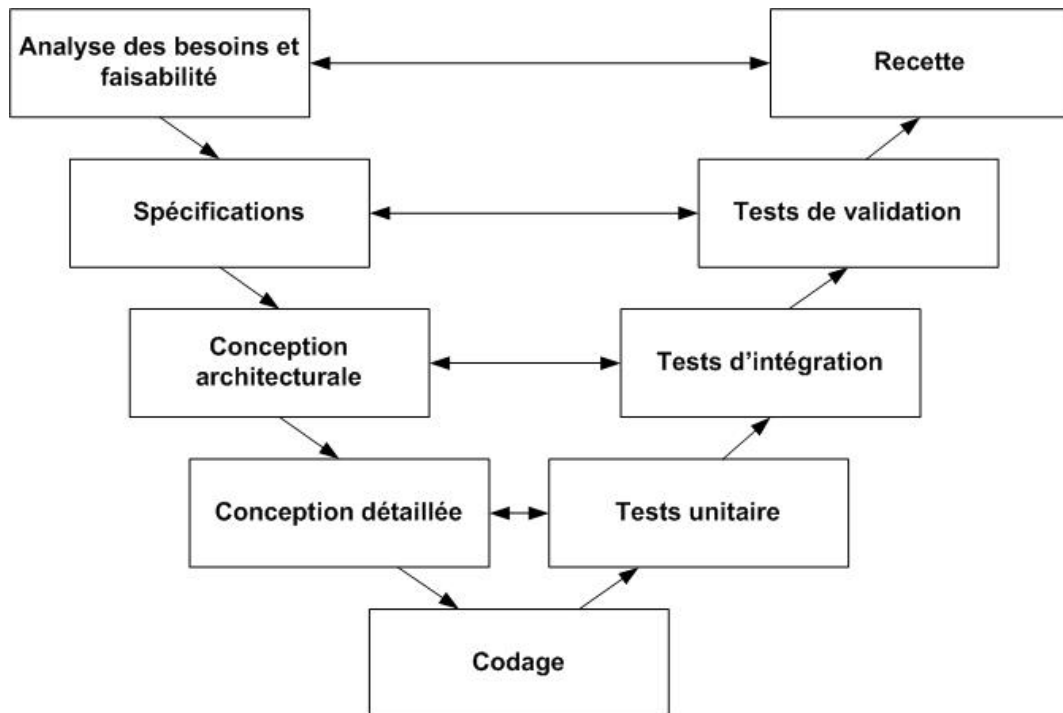 Analyse des besoins et
faisabilité
Recette
Spécifications
Tests de validation
Conception
architecturale
Tests d'intégration
Conception détaillée
Tests unitaire
Codage